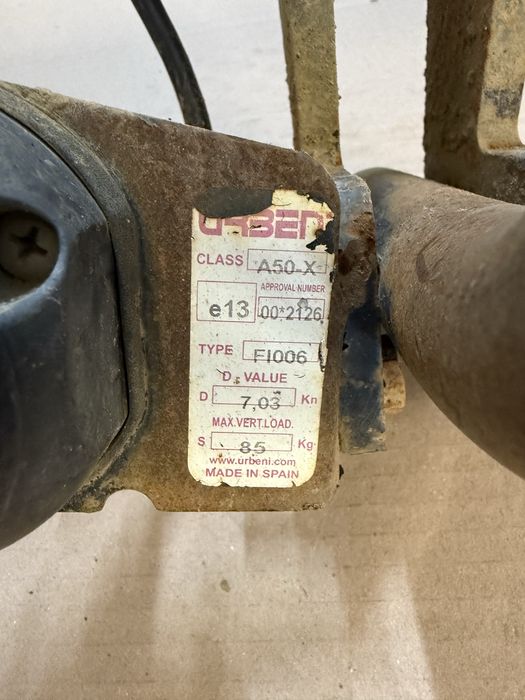 URBENI
CLASS A50-X
APPROVAL NUMBER
e13 00*2126
TYPE FI006
D. VALUE
D 7,03 Kn
MAX.VERT.LOAD.
S 85 Kg
www.urbeni.com
MADE IN SPAIN